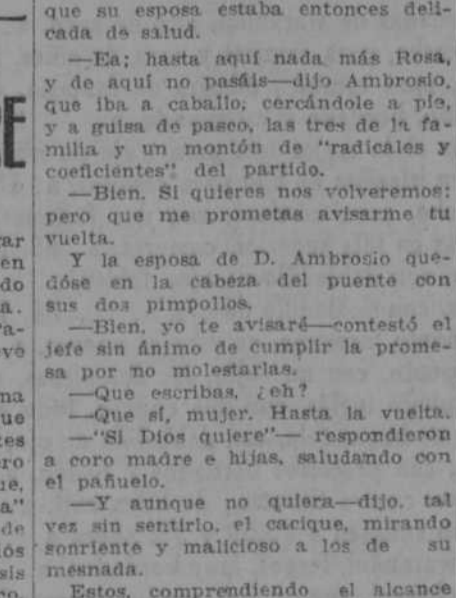 que su esposa estaba entonces deli-
cada de salud.
—Ea; hasta aquí nada más Rosa,
y de aquí no pasáis—dijo Ambrosio,
que iba a caballo; cercándole a pie,
y a guisa de paseo, las tres de la fa-
milia y un montón de "radicales y
coeficientes" del partido.
—Bien. Si quieres nos volveremos;
pero que me prometas avisarme tu
vuelta.
Y la esposa de D. Ambrosio que-
dóse en la cabeza del puente con
sus dos pimpollos.
—Bien. yo te avisaré—contestó el
jefe sin ánimo de cumplir la prome-
sa por no molestarlas.
—Que escribas, ¿eh?
—Que sí, mujer. Hasta la vuelta.
—"Si Dios quiere"— respondieron
a coro madre e hijas, saludando con
el pañuelo.
—Y aunque no quiera—dijo, tal
vez sin sentirlo, el cacique, mirando
sonriente y malicioso a los de su
mesnada.
Estos, comprendiendo el alcance